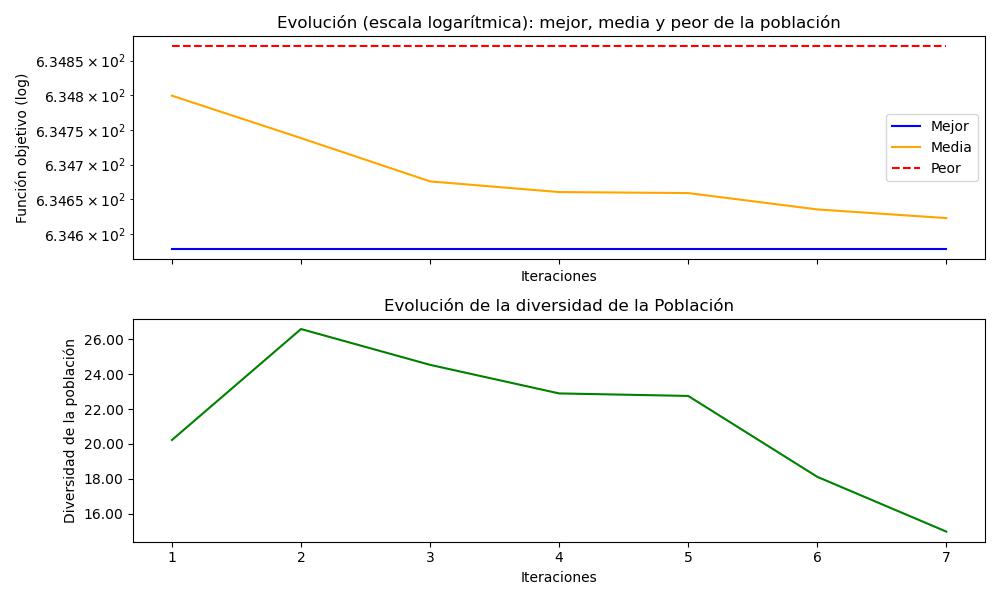 Evolución (escala logarítmica): mejor, media y peor de la población
Función objetivo (log)
6.3485 × 10²
6.348 × 10²
6.3475 × 10²
6.347 × 10²
6.3465 × 10²
6.346 × 10²
Mejor
Media
Peor
Iteraciones
Evolución de la diversidad de la Población
Diversidad de la población
26.00
24.00
22.00
20.00
18.00
16.00
1 2 3 4 5 6 7
Iteraciones